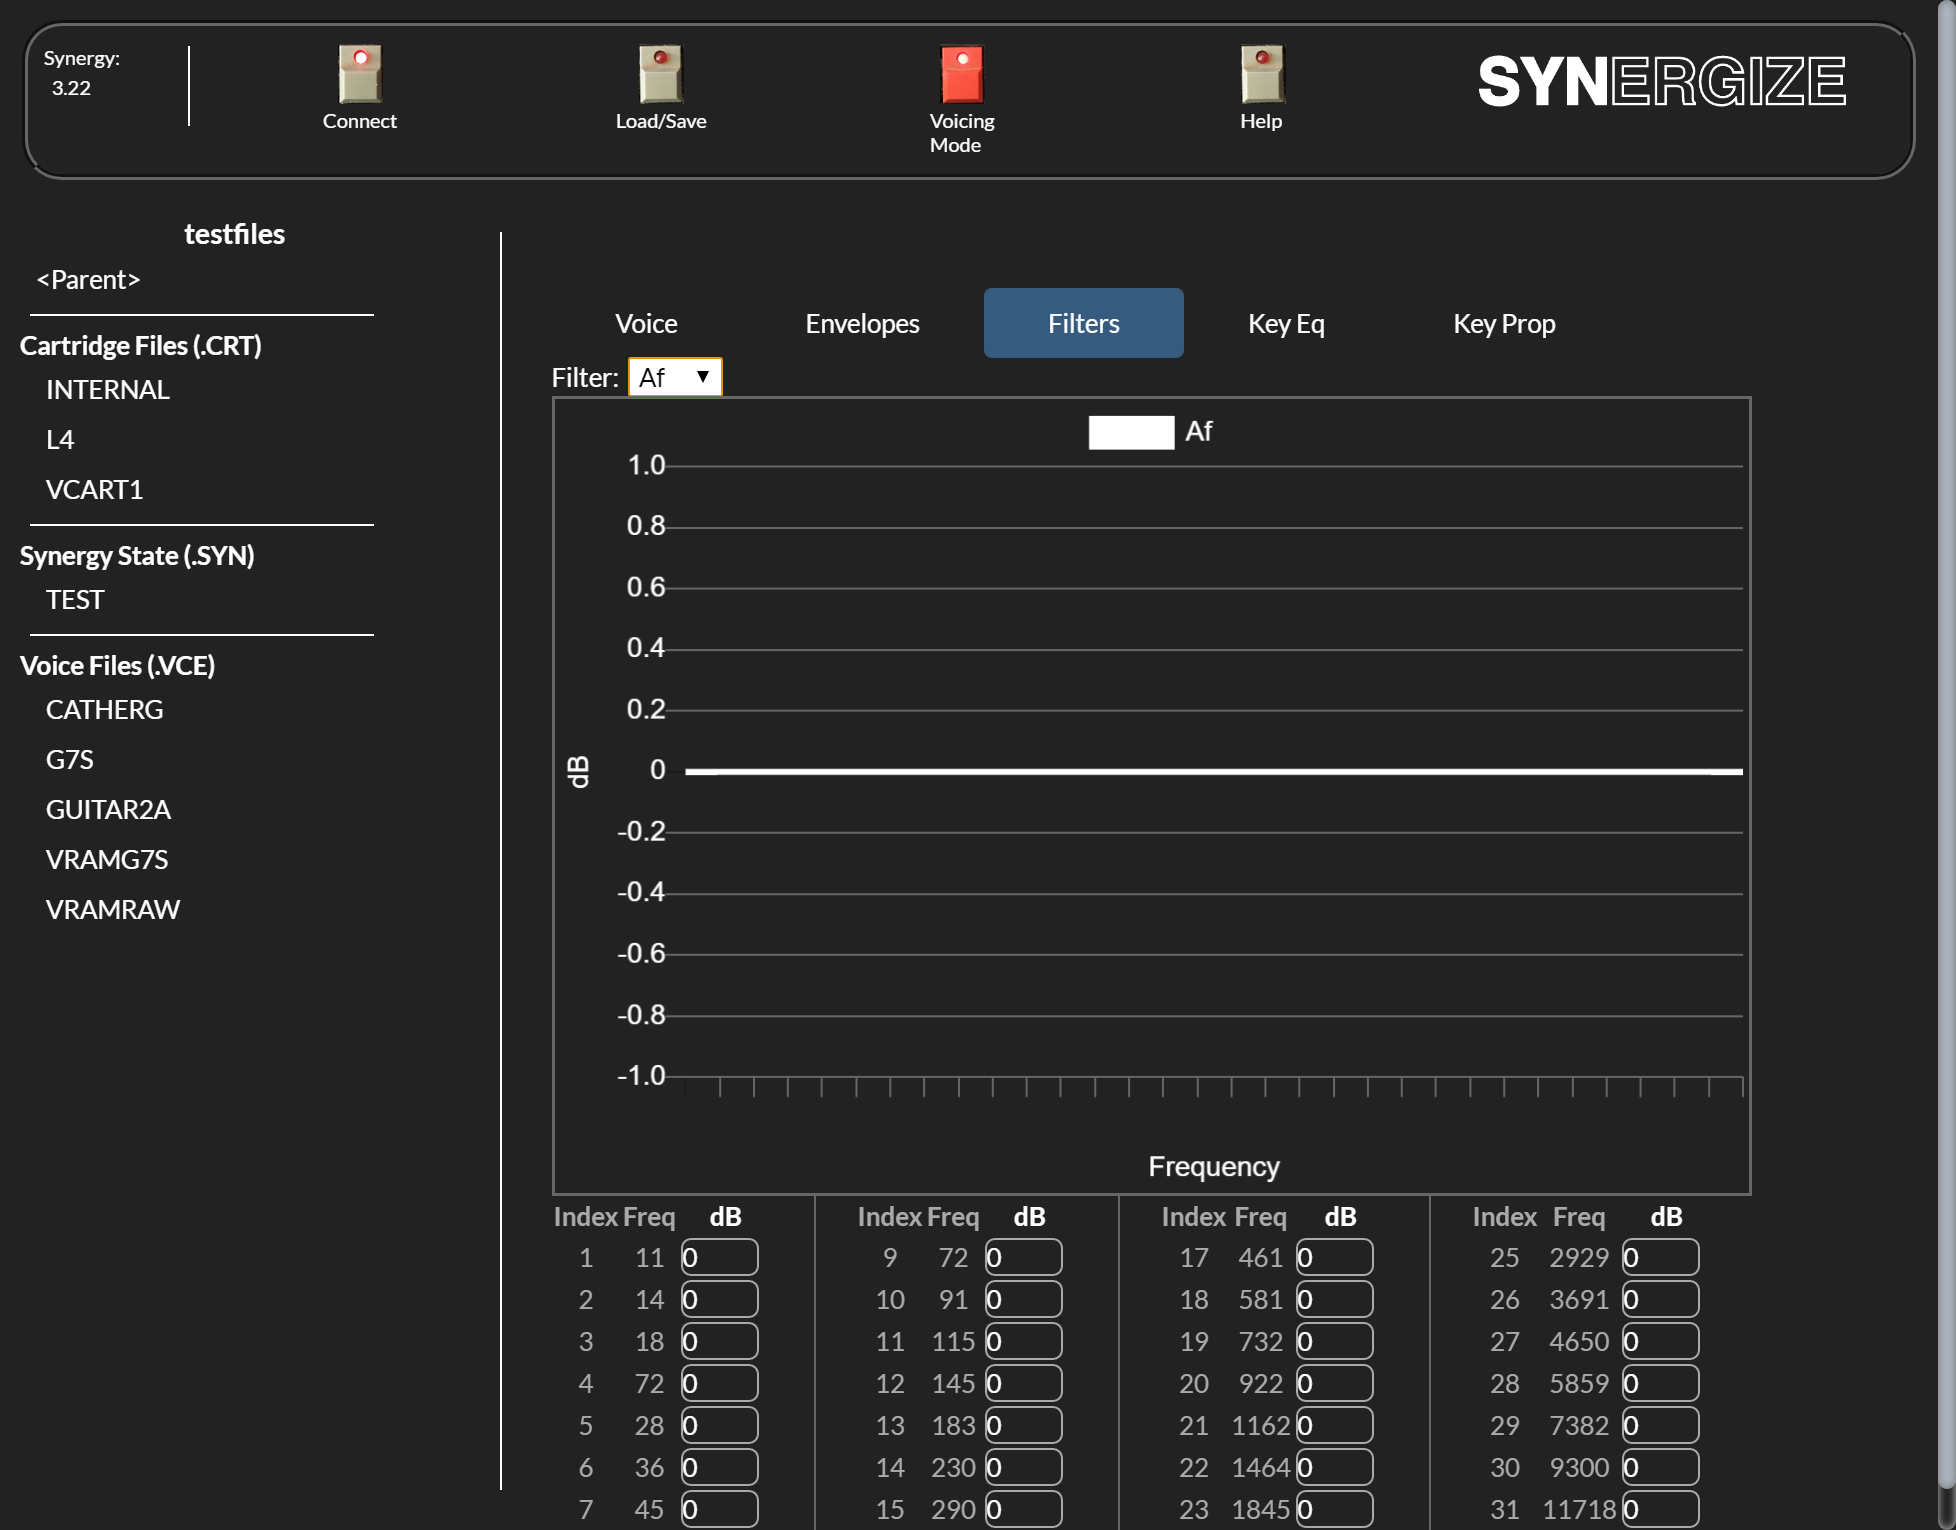 Synergy:
3.22
Connect
Load/Save
Voicing
Mode
Help
SYNERGIZE
testfiles
<Parent>
Cartridge Files (.CRT)
INTERNAL
L4
VCART1
Synergy State (.SYN)
TEST
Voice Files (.VCE)
CATHERG
G7S
GUITAR2A
VRAMG7S
VRAMRAW
Voice Envelopes Filters Key Eq Key Prop
Filter: Af ▼
Af
1.0
0.8
0.6
0.4
0.2
0
-0.2
-0.4
-0.6
-0.8
-1.0
dB
Frequency
Index Freq dB Index Freq dB Index Freq dB Index Freq dB
1 11 0 9 72 0 17 461 0 25 2929 0
2 14 0 10 91 0 18 581 0 26 3691 0
3 18 0 11 115 0 19 732 0 27 4650 0
4 72 0 12 145 0 20 922 0 28 5859 0
5 28 0 13 183 0 21 1162 0 29 7382 0
6 36 0 14 230 0 22 1464 0 30 9300 0
7 45 0 15 290 0 23 1845 0 31 11718 0